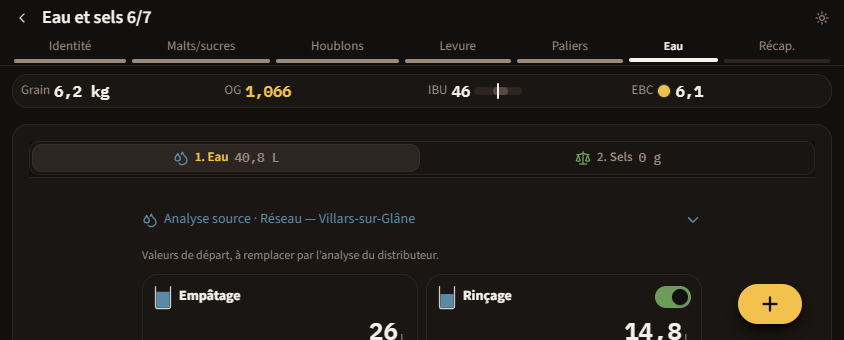 Eau et sels 6/7
Identité Malts/sucres Houblons Levure Paliers Eau Récap.
Grain 6,2 kg OG 1,066 IBU 46 EBC 6,1
1. Eau 40,8 L 2. Sels 0 g
Analyse source · Réseau — Villars-sur-Glâne
Valeurs de départ, à remplacer par l'analyse du distributeur.
Empâtage Rinçage
26 L 14,8 L